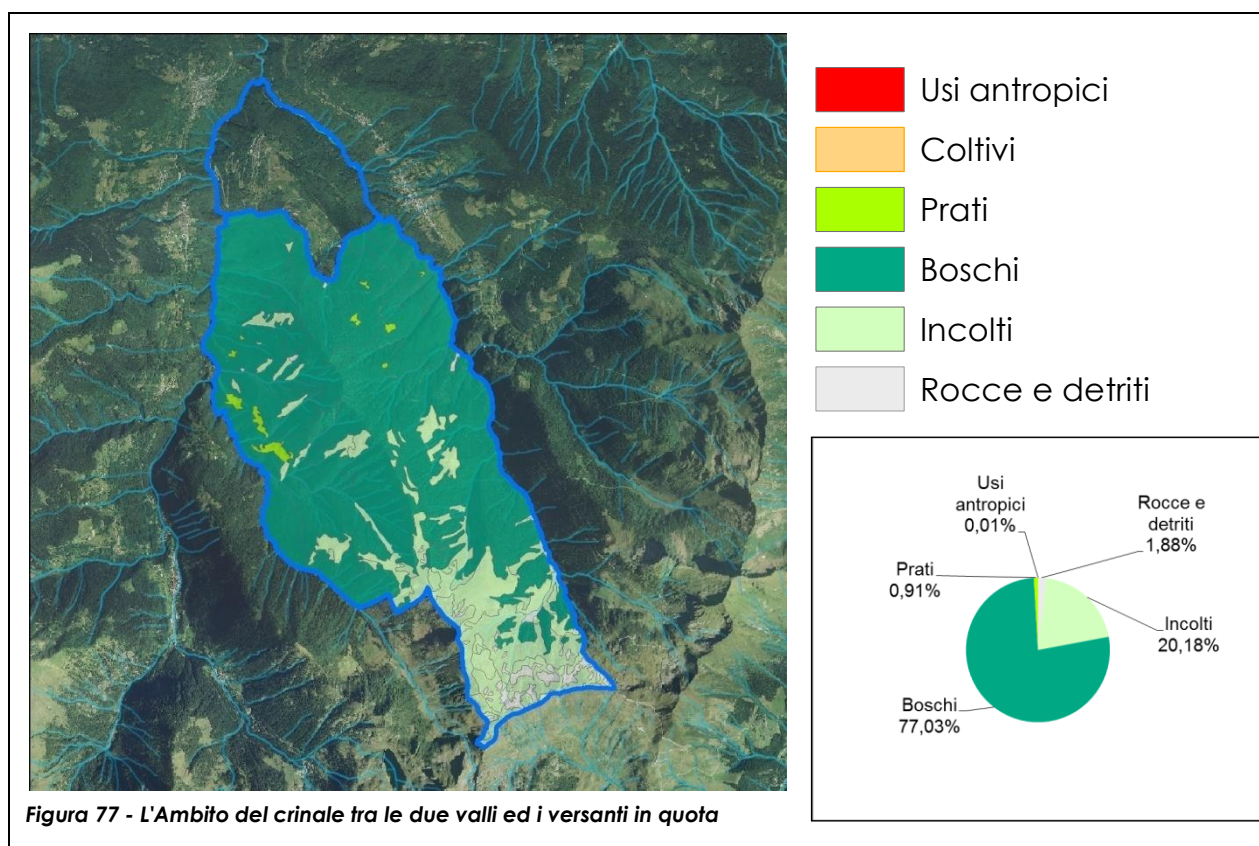 Usi antropici
Coltivi
Prati
Boschi
Incolti
Rocce e detriti
Usi
antropici
0,01%
Rocce e
detriti
1,88%
Prati
0,91%
Incolti
20,18%
Boschi
77,03%
Figura 77 - L'Ambito del crinale tra le due valli ed i versanti in quota